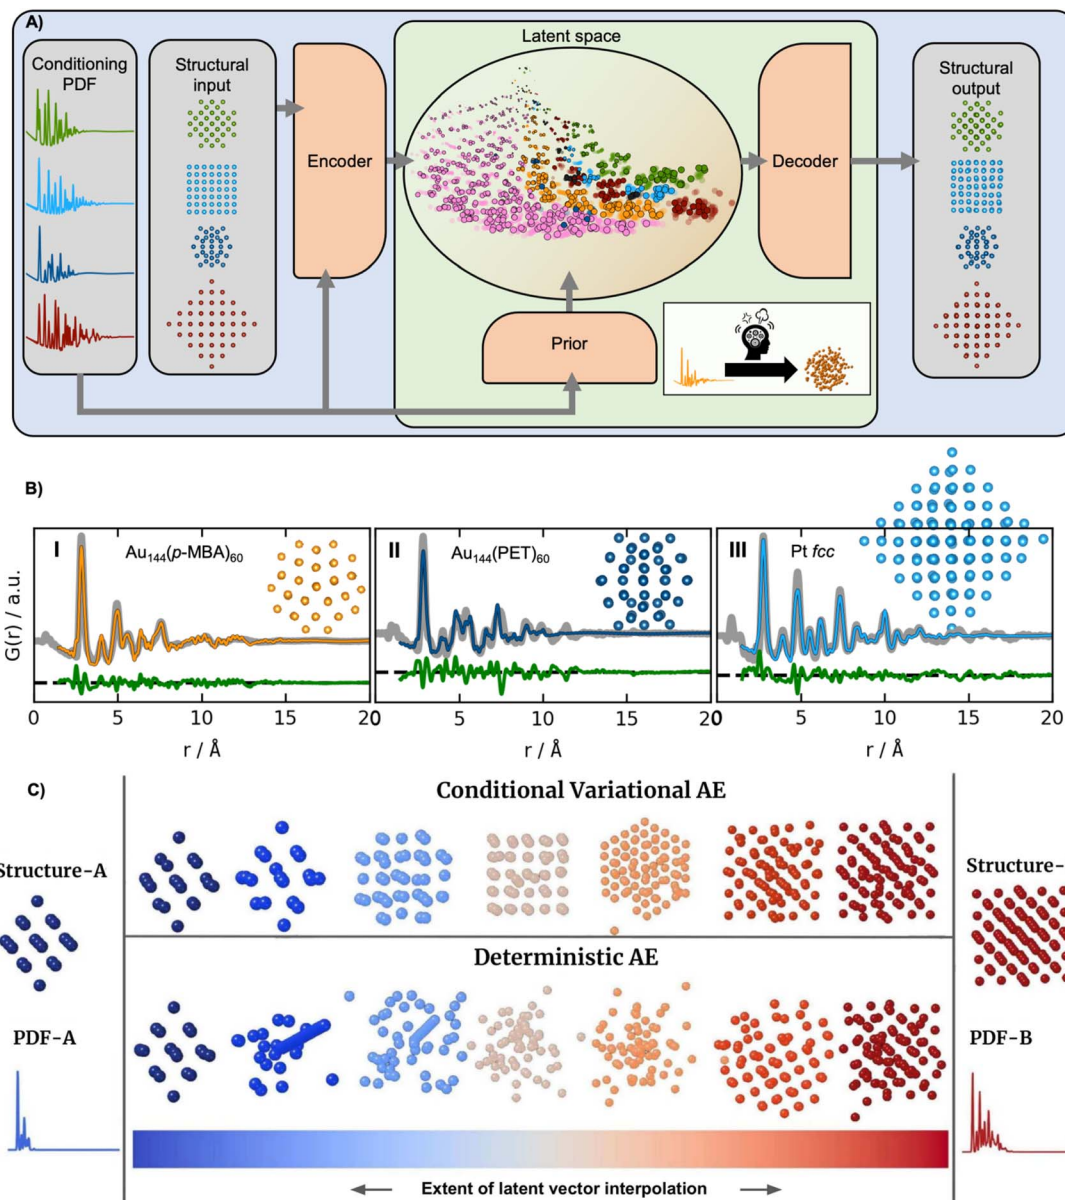 A)
Conditioning
PDF
Structural
input
Encoder
Latent space
Prior
Decoder
Structural
output
B)
G(r) / a.u.
I
Au144(p-MBA)60
0 5 10 15 20
r / Å
II
Au144(PET)60
0 5 10 15 20
r / Å
III
Pt fcc
0 5 10 15 20
r / Å
C)
Structure-A
PDF-A
Conditional Variational AE
Deterministic AE
Extent of latent vector interpolation
Structure-
PDF-B